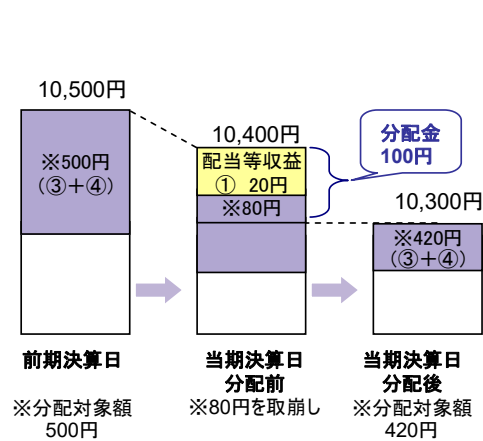 10,500円
※500円
(③+④)
前期決算日
※分配対象額
500円
10,400円
配当等収益
① 20円
※80円
当期決算日
分配前
※80円を取崩し
分配金
100円
10,300円
※420円
(③+④)
当期決算日
分配後
※分配対象額
420円